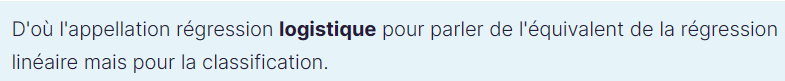 D'où l'appellation régression logistique pour parler de l'équivalent de la régression
linéaire mais pour la classification.